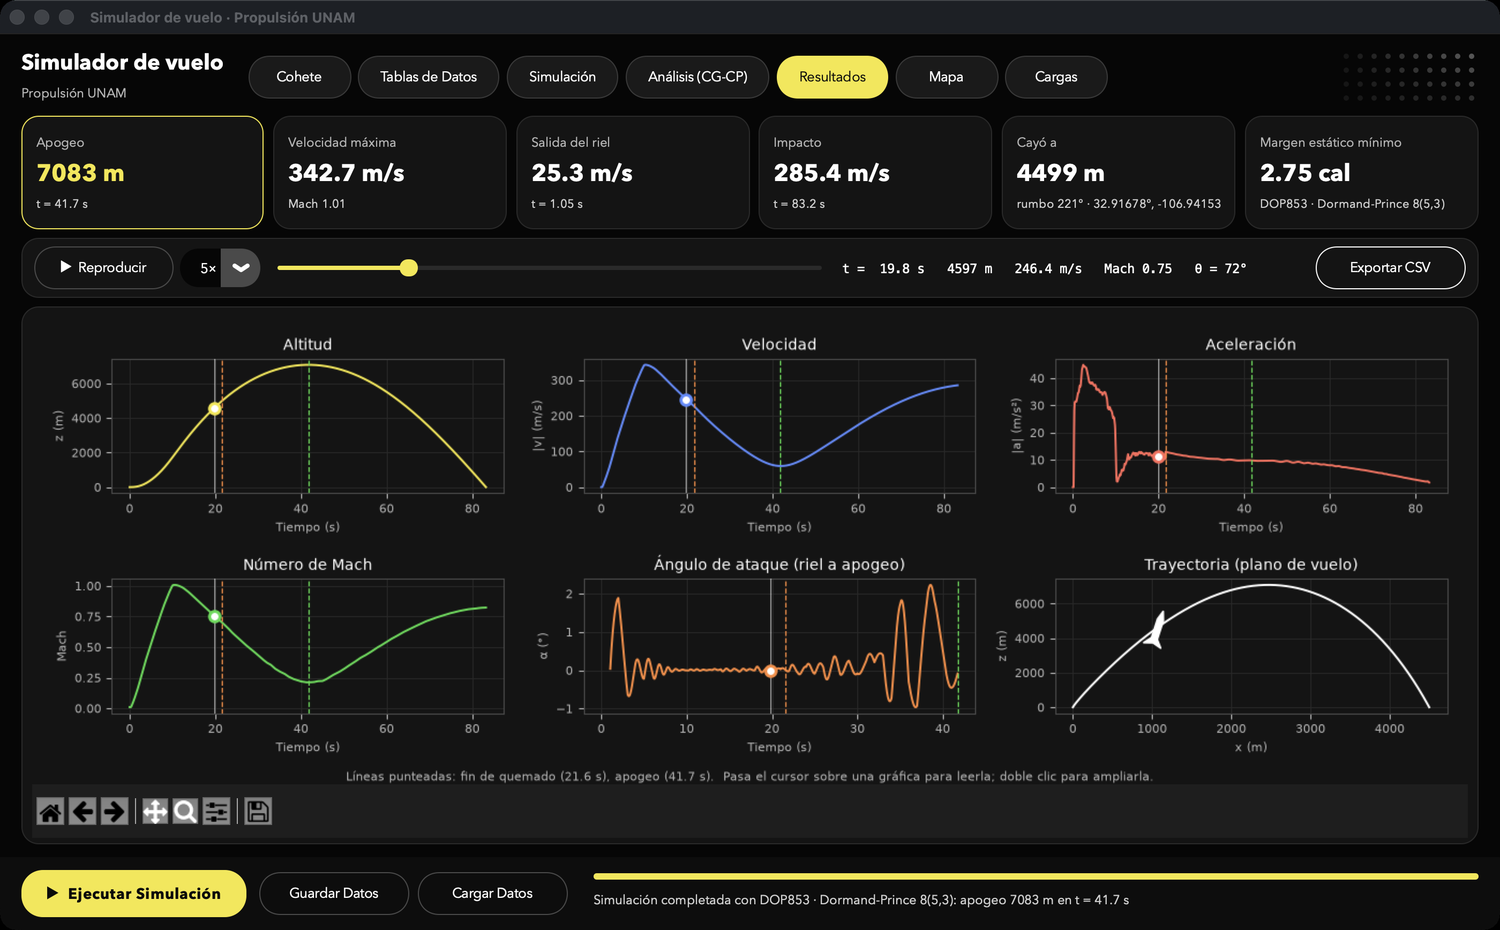 Simulador de vuelo · Propulsión UNAM
Simulador de vuelo
Propulsión UNAM
Cohete
Tablas de Datos
Simulación
Análisis (CG-CP)
Resultados
Mapa
Cargas
Apogeo
7083 m
t = 41.7 s
Velocidad máxima
342.7 m/s
Mach 1.01
Salida del riel
25.3 m/s
t = 1.05 s
Impacto
285.4 m/s
t = 83.2 s
Cayó a
4499 m
rumbo 221° · 32.91678°, -106.94153
Margen estático mínimo
2.75 cal
DOP853 · Dormand-Prince 8(5,3)
Reproducir
5×
t = 19.8 s 4597 m 246.4 m/s Mach 0.75 θ = 72°
Exportar CSV
Altitud
z (m)
6000
4000
2000
0
0 20 40 60 80
Tiempo (s)
Velocidad
|v| (m/s)
300
200
100
0
0 20 40 60 80
Tiempo (s)
Aceleración
|a| (m/s²)
40
30
20
10
0
0 20 40 60 80
Tiempo (s)
Número de Mach
Mach
1.00
0.75
0.50
0.25
0.00
0 20 40 60 80
Tiempo (s)
Ángulo de ataque (riel a apogeo)
α (°)
2
1
0
−1
0 10 20 30 40
Tiempo (s)
Trayectoria (plano de vuelo)
z (m)
6000
4000
2000
0
0 1000 2000 3000 4000
x (m)
Líneas punteadas: fin de quemado (21.6 s), apogeo (41.7 s). Pasa el cursor sobre una gráfica para leerla; doble clic para ampliarla.
Ejecutar Simulación
Guardar Datos
Cargar Datos
Simulación completada con DOP853 · Dormand-Prince 8(5,3): apogeo 7083 m en t = 41.7 s